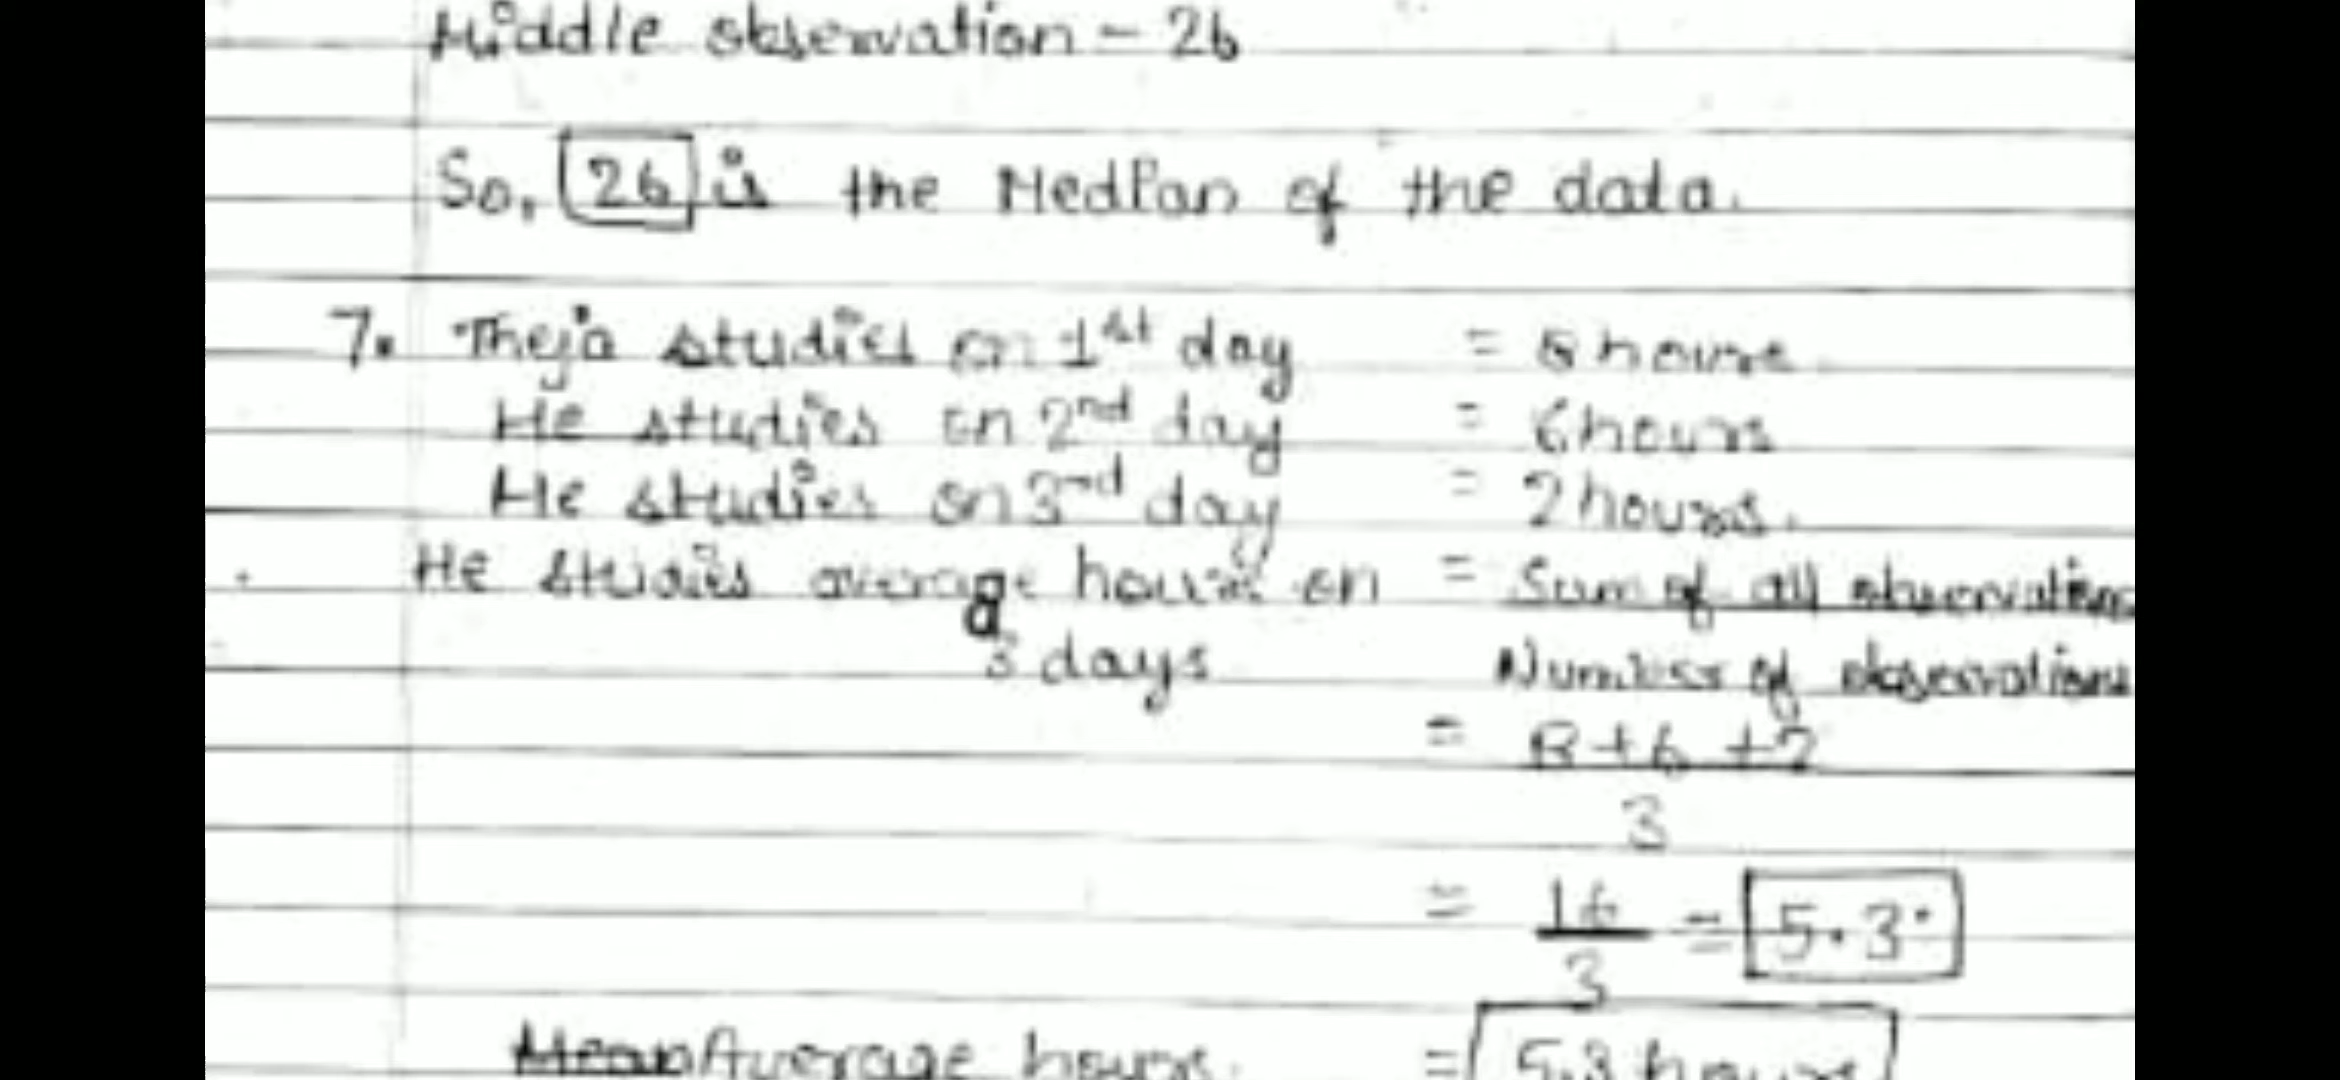 Middle observation - 26
So, 26 is the Median of the data.
7. Theja studies on 1st day = 8 hours.
He studies on 2nd day = 6 hours
He studies on 3rd day = 2 hours.
He studies average hours on = Sum of all observations
3 days Number of observations
= 8+6+2
3
= 16 = 5.3
3
Average hours. = 5.3 hours